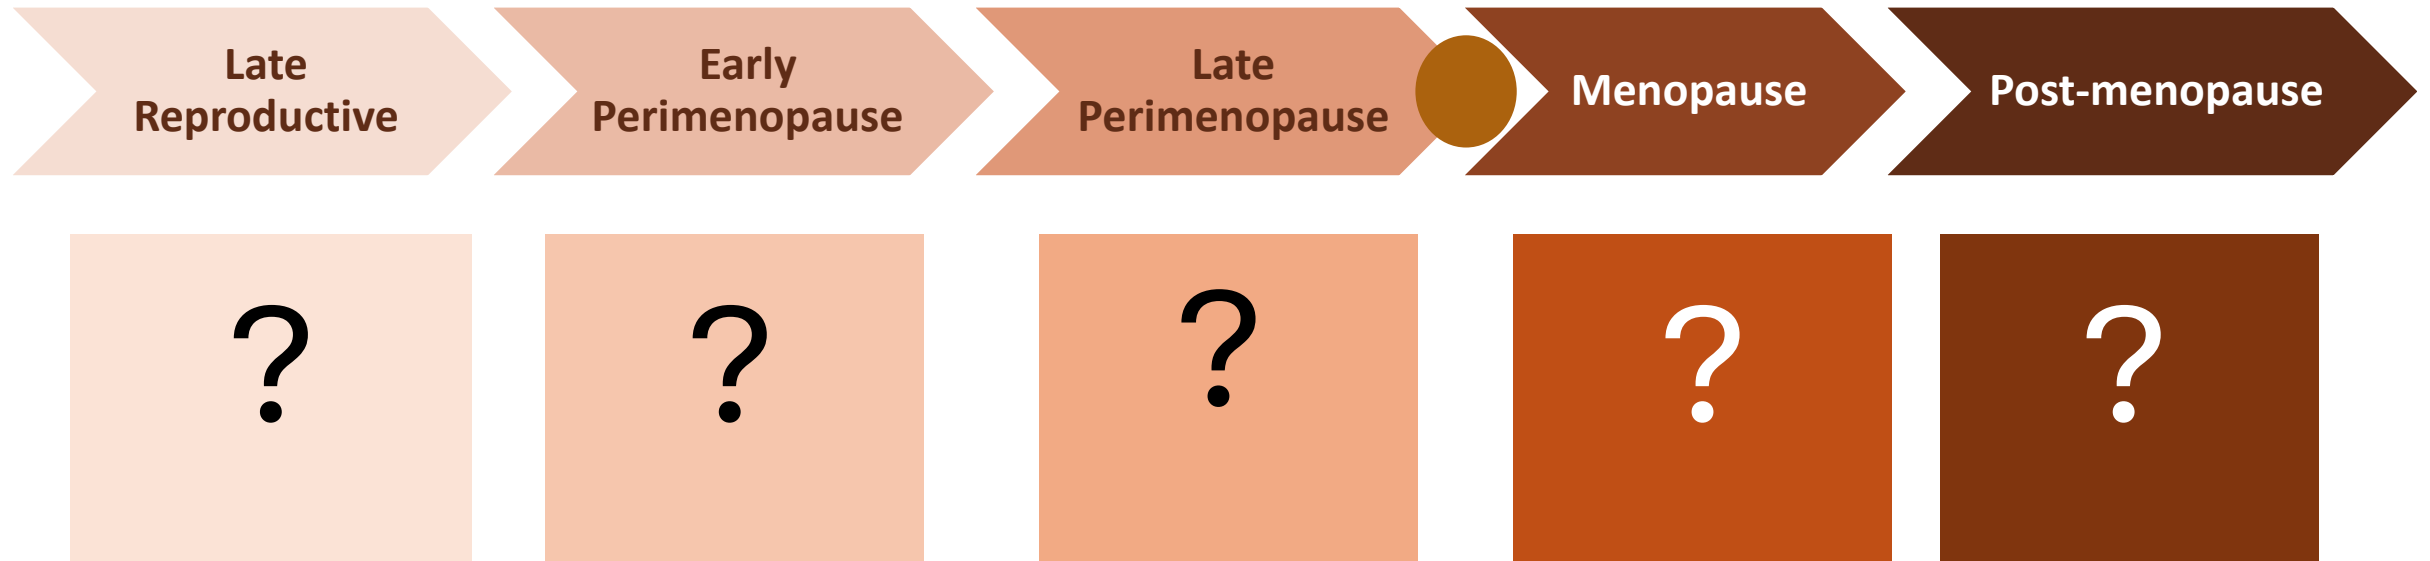 Late
Reproductive
Early
Perimenopause
Late
Perimenopause
Menopause
Post-menopause
?
?
?
?
?